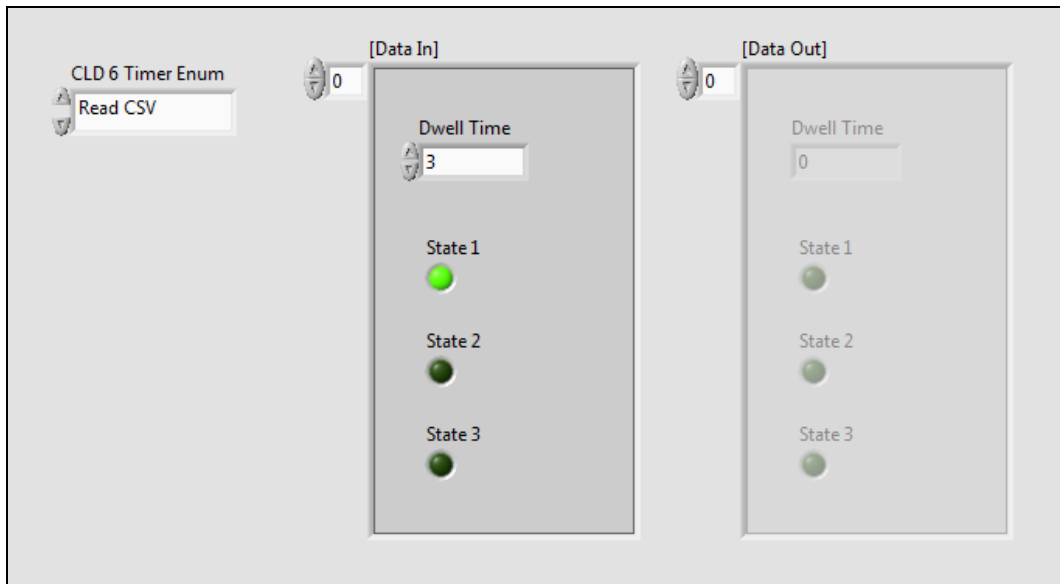 CLD 6 Timer Enum
Read CSV
[Data In]
0
Dwell Time
3
State 1
State 2
State 3
[Data Out]
0
Dwell Time
0
State 1
State 2
State 3